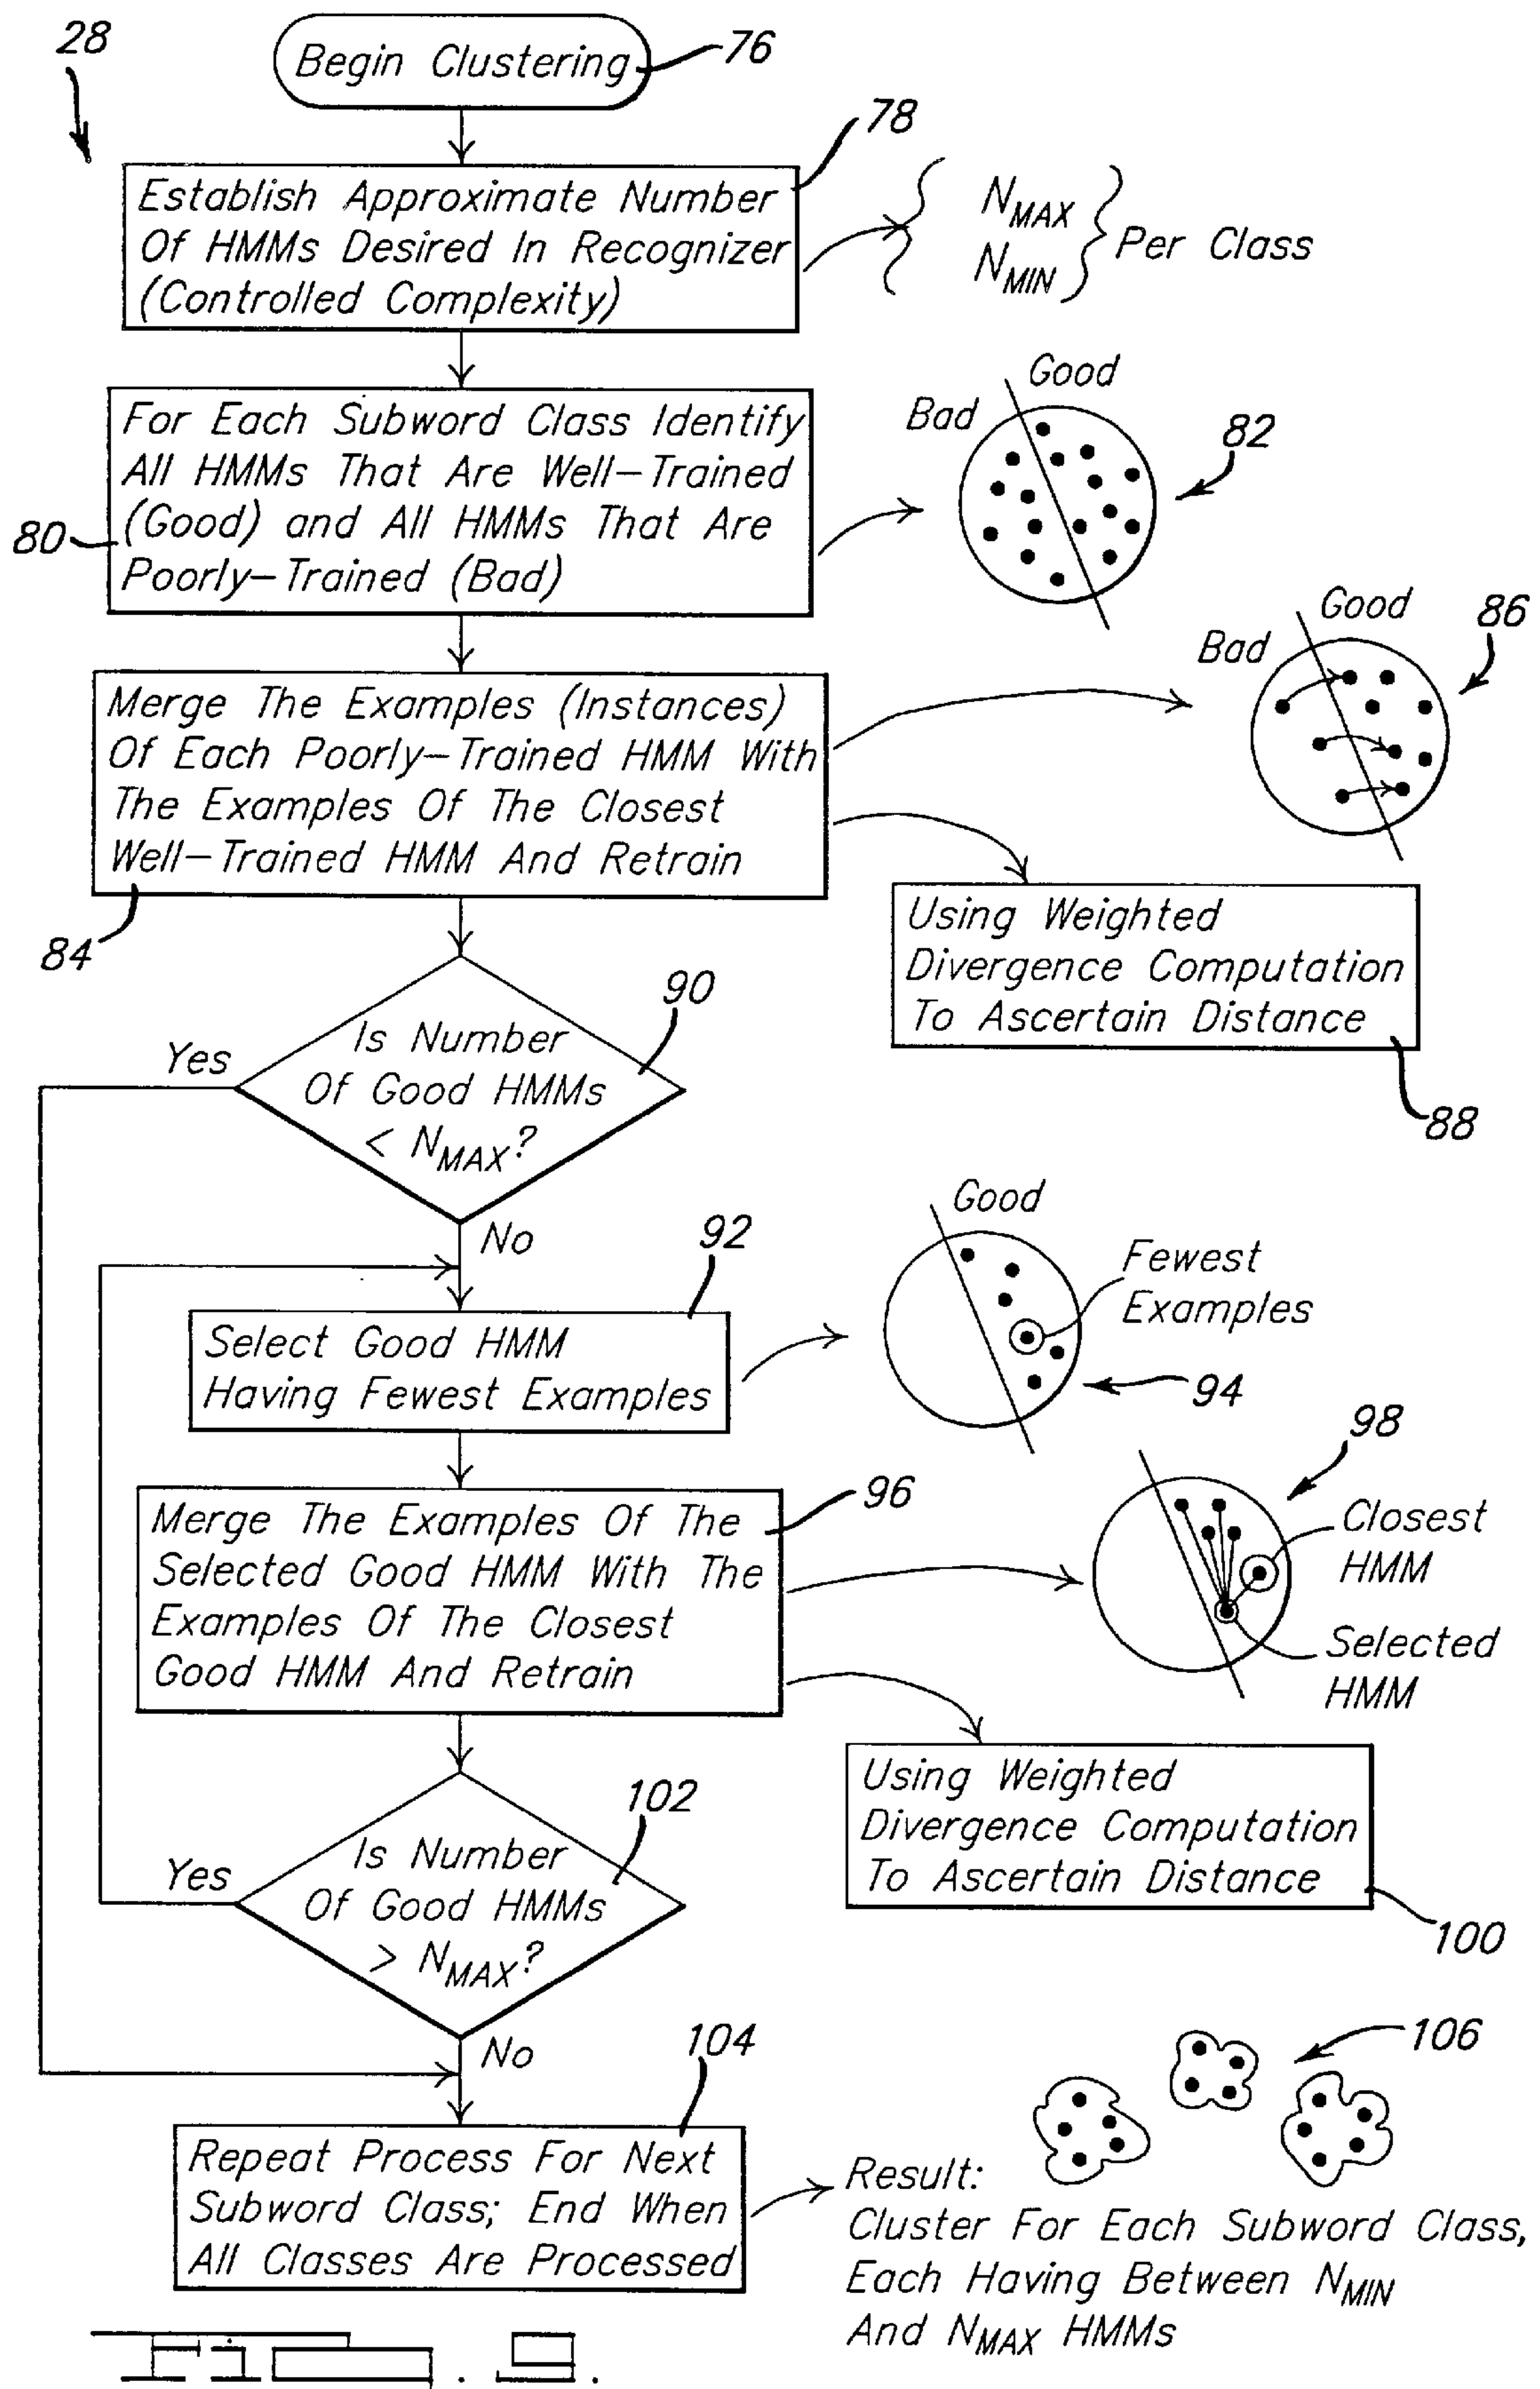 28
Begin Clustering
76
78
Establish Approximate Number
Of HMMs Desired In Recognizer
(Controlled Complexity)
NMAX
NMIN
Per Class
For Each Subword Class Identify
All HMMs That Are Well-Trained
(Good) and All HMMs That Are
Poorly-Trained (Bad)
80
Good
Bad
82
Good
Bad
86
Merge The Examples (Instances)
Of Each Poorly-Trained HMM With
The Examples Of The Closest
Well-Trained HMM And Retrain
84
Using Weighted
Divergence Computation
To Ascertain Distance
88
90
Is Number
Of Good HMMs
< NMAX?
Yes
No
92
Select Good HMM
Having Fewest Examples
Good
Fewest
Examples
94
96
Merge The Examples Of The
Selected Good HMM With The
Examples Of The Closest
Good HMM And Retrain
98
Closest
HMM
Selected
HMM
Using Weighted
Divergence Computation
To Ascertain Distance
100
102
Is Number
Of Good HMMs
> NMAX?
Yes
No
104
Repeat Process For Next
Subword Class; End When
All Classes Are Processed
106
Result:
Cluster For Each Subword Class,
Each Having Between NMIN
And NMAX HMMs